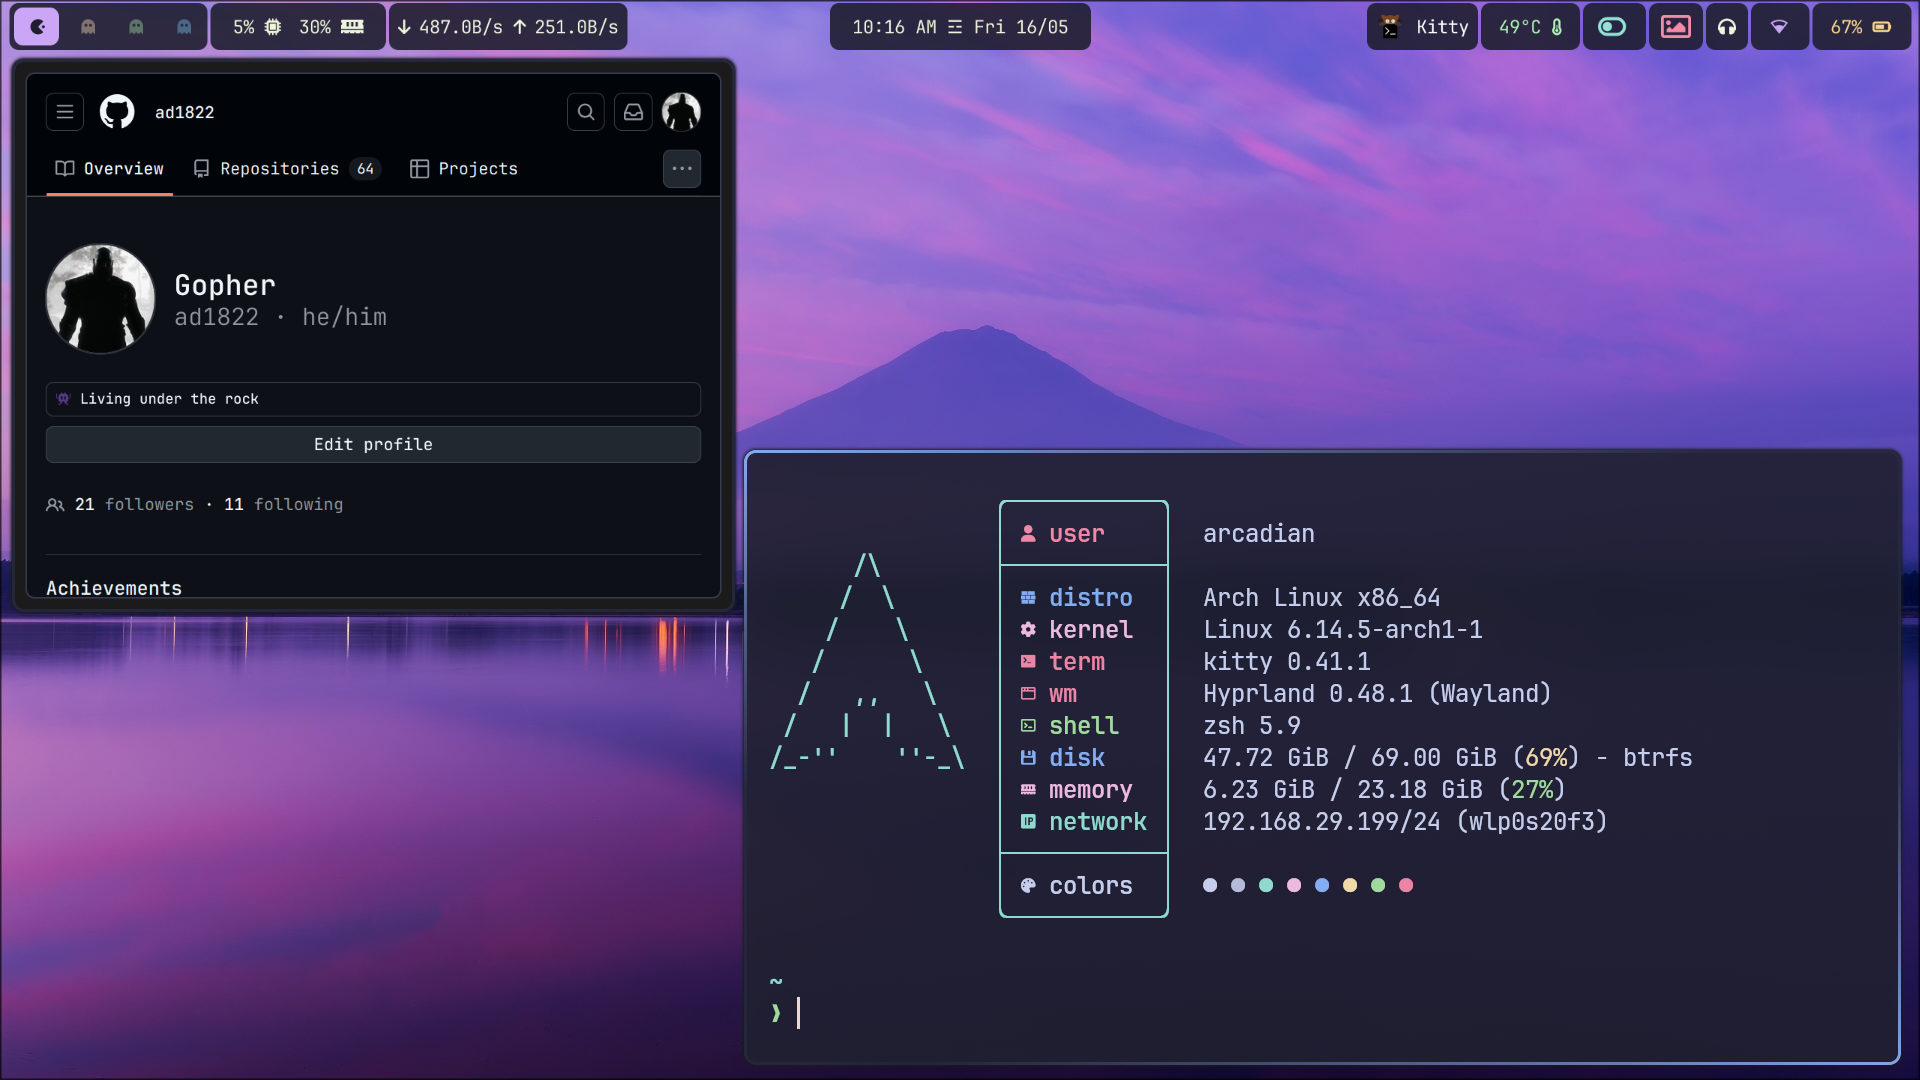 5% 30% 487.0B/s 251.0B/s
10:16 AM Fri 16/05
Kitty 49°C 67%
ad1822
Overview Repositories 64 Projects
Gopher
ad1822 · he/him
Living under the rock
Edit profile
21 followers · 11 following
Achievements
user arcadian
distro Arch Linux x86_64
kernel Linux 6.14.5-arch1-1
term kitty 0.41.1
wm Hyprland 0.48.1 (Wayland)
shell zsh 5.9
disk 47.72 GiB / 69.00 GiB (69%) - btrfs
memory 6.23 GiB / 23.18 GiB (27%)
network 192.168.29.199/24 (wlp0s20f3)
colors
~
❯